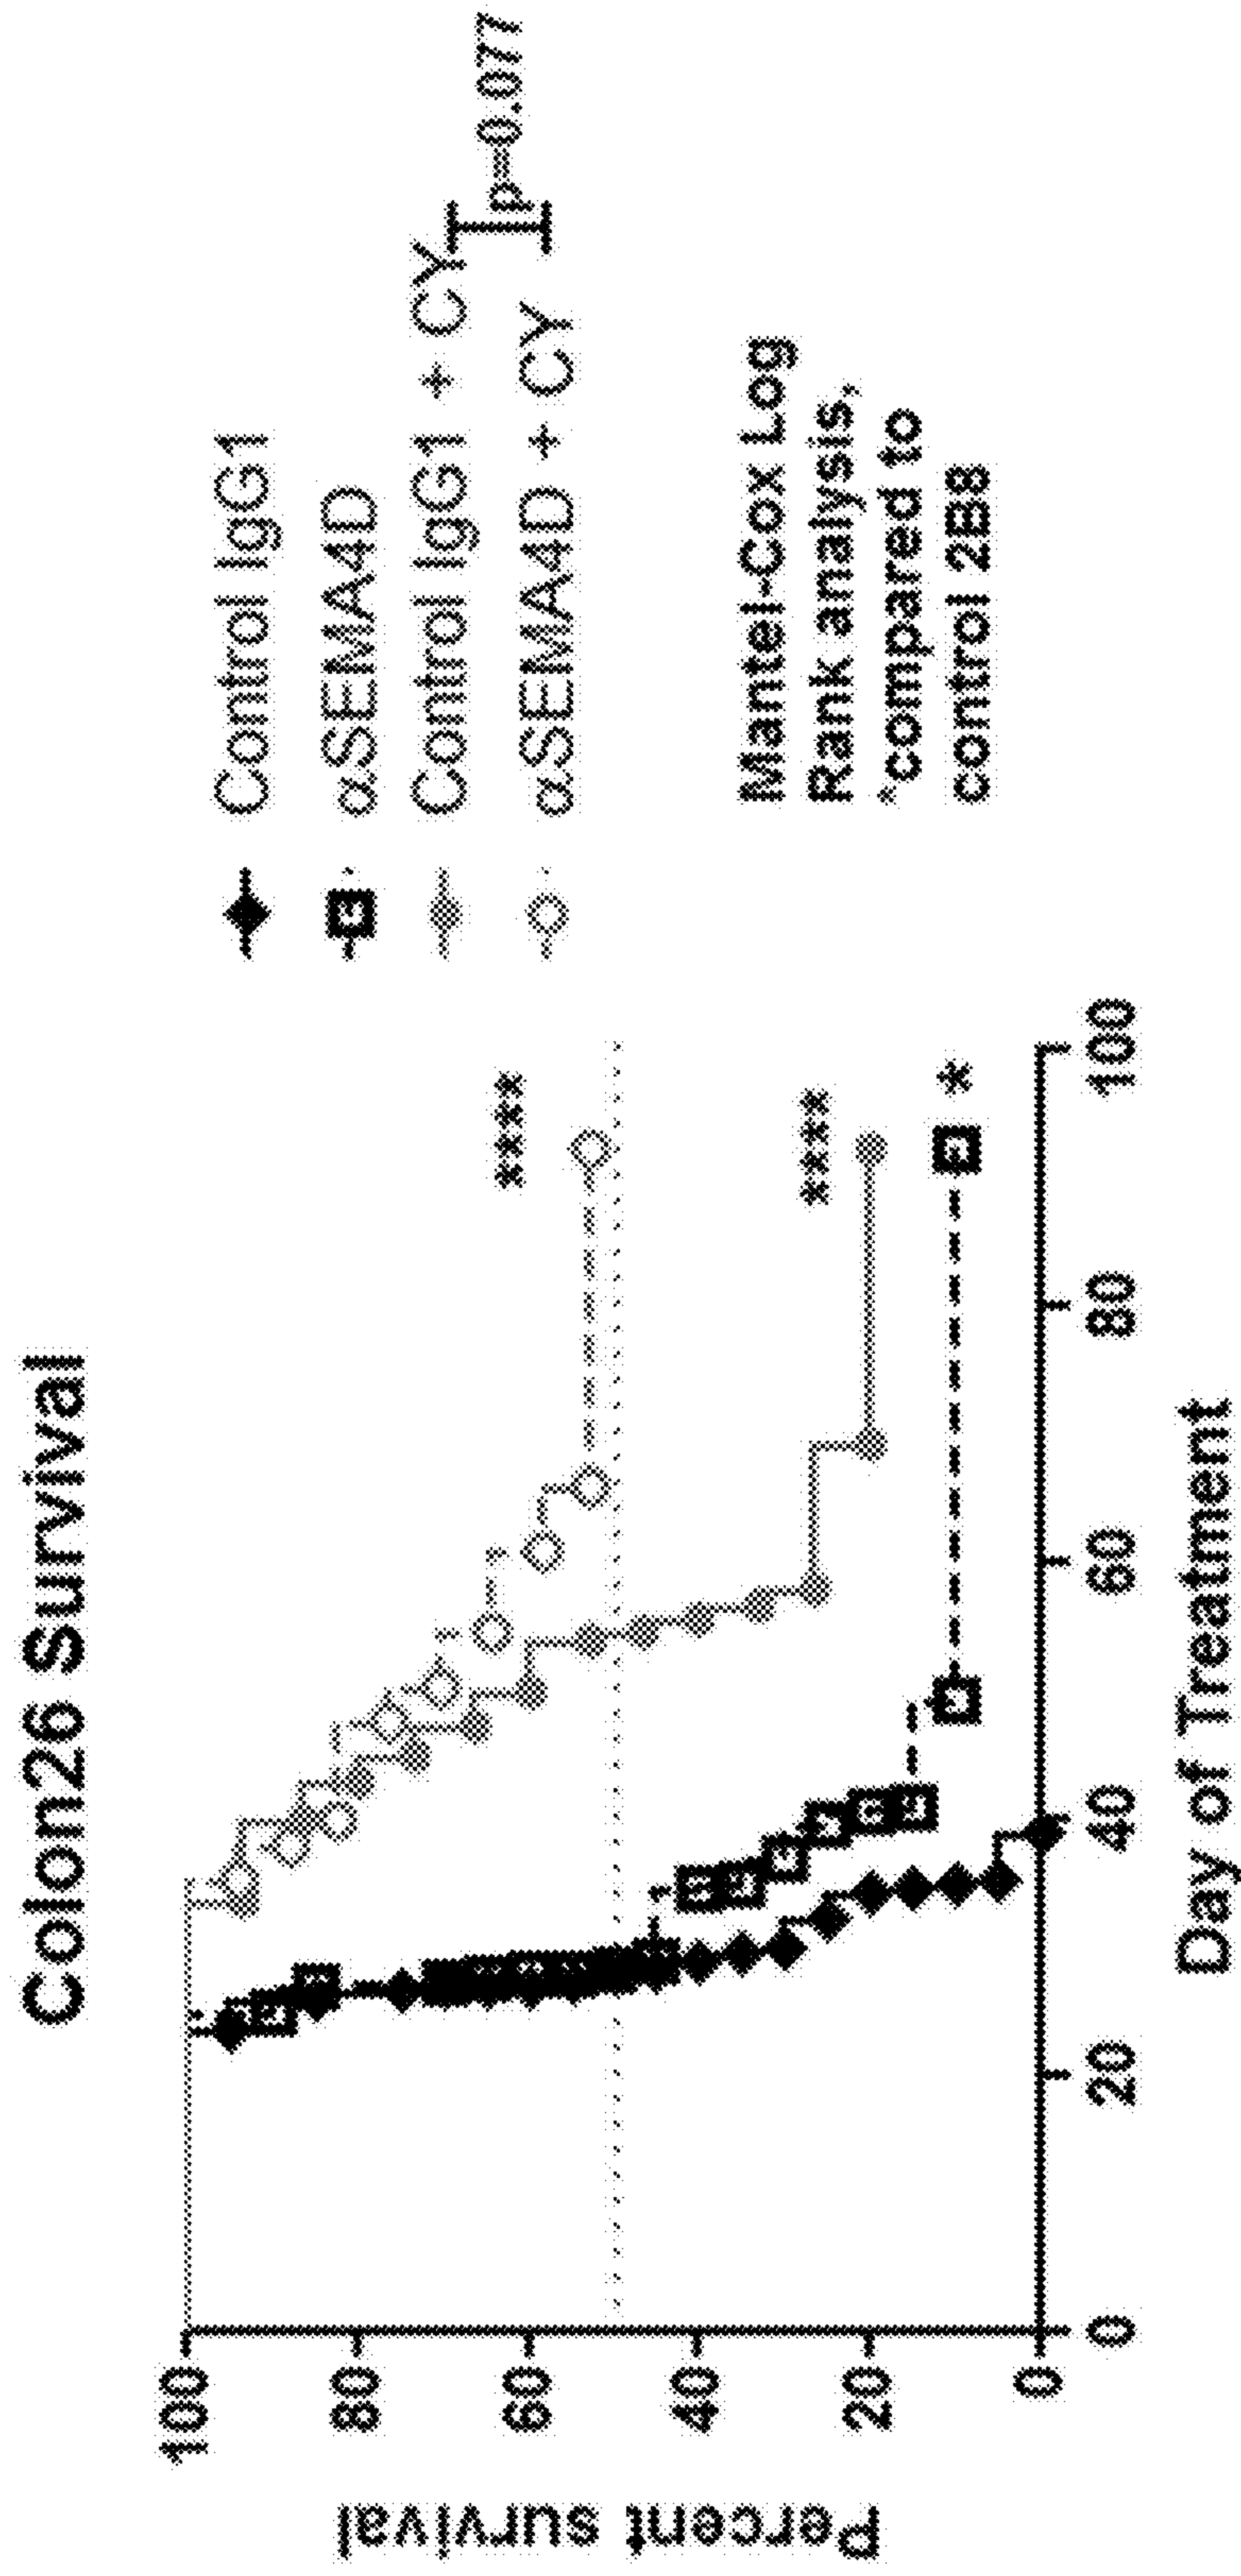 Colon26 Survival
Percent survival
100
80
60
40
20
0
0
20
40
60
80
100
Day of Treatment
****
****
*
Control IgG1
αSEMA4D
Control IgG1 + CY
αSEMA4D + CY
p=0.077
Mantel-Cox Log
Rank analysis,
*compared to
control 2B8